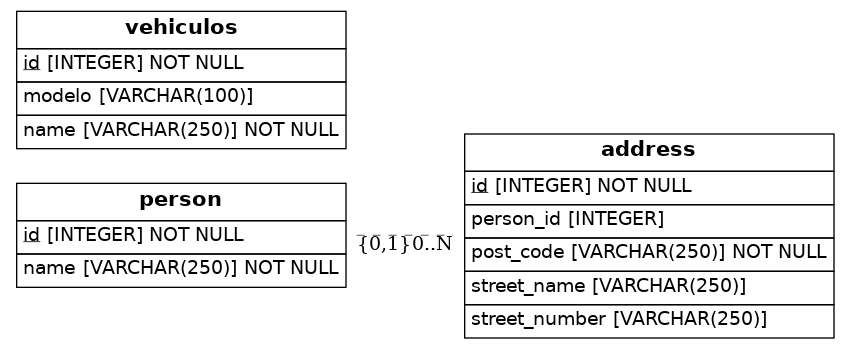 vehiculos
id [INTEGER] NOT NULL
modelo [VARCHAR(100)]
name [VARCHAR(250)] NOT NULL
person
id [INTEGER] NOT NULL
name [VARCHAR(250)] NOT NULL
{0,1}0..N
address
id [INTEGER] NOT NULL
person_id [INTEGER]
post_code [VARCHAR(250)] NOT NULL
street_name [VARCHAR(250)]
street_number [VARCHAR(250)]